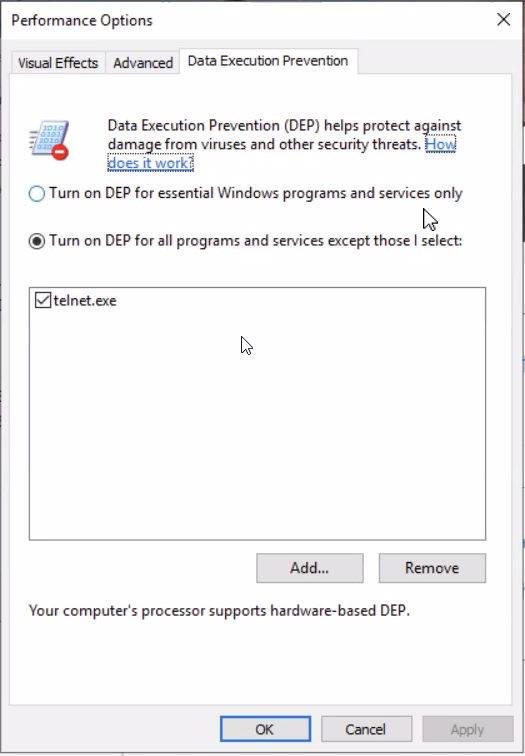 Performance Options
Visual Effects
Advanced
Data Execution Prevention
Data Execution Prevention (DEP) helps protect against
damage from viruses and other security threats. How
does it work?
Turn on DEP for essential Windows programs and services only
Turn on DEP for all programs and services except those I select:
telnet.exe
Add...
Remove
Your computer's processor supports hardware-based DEP.
OK
Cancel
Apply